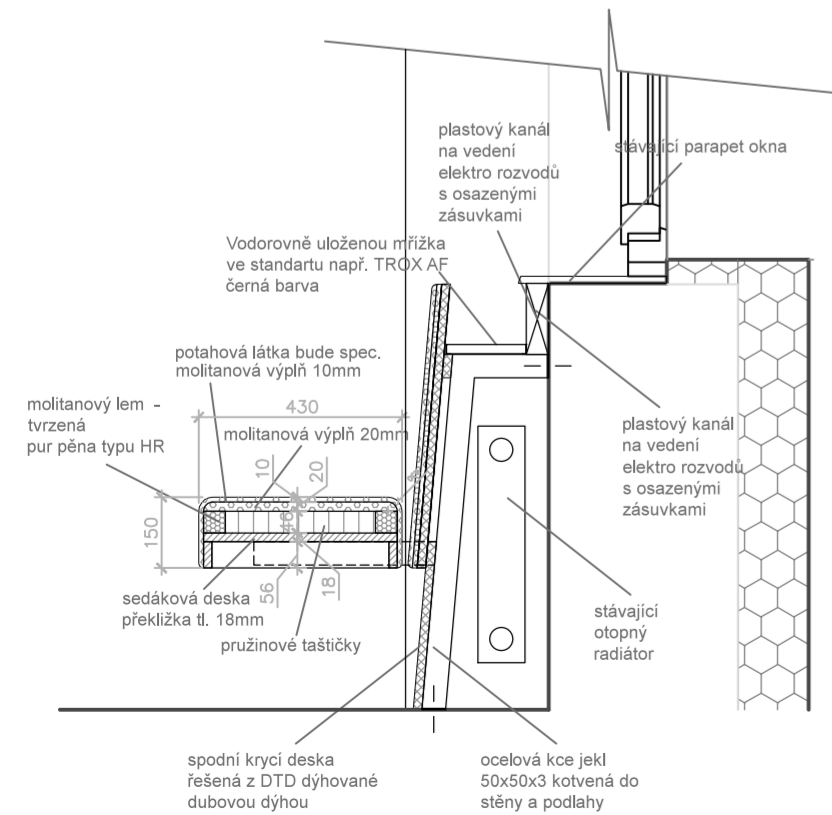 plastový kanál
na vedení
elektro rozvodů
s osazenými
zásuvkami
stávající parapet okna
Vodorovně uloženou mřížka
ve standartu např. TROX AF
černá barva
potahová látka bude spec.
molitanová výplň 10mm
molitanový lem -
tvrzená
pur pěna typu HR
430
molitanová výplň 20mm
10
20
150
46
56
18
plastový kanál
na vedení
elektro rozvodů
s osazenými
zásuvkami
sedáková deska
překližka tl. 18mm
pružinové taštičky
stávající
otopný
radiátor
spodní krycí deska
řešená z DTD dýhované
dubovou dýhou
ocelová kce jekl
50x50x3 kotvená do
stěny a podlahy